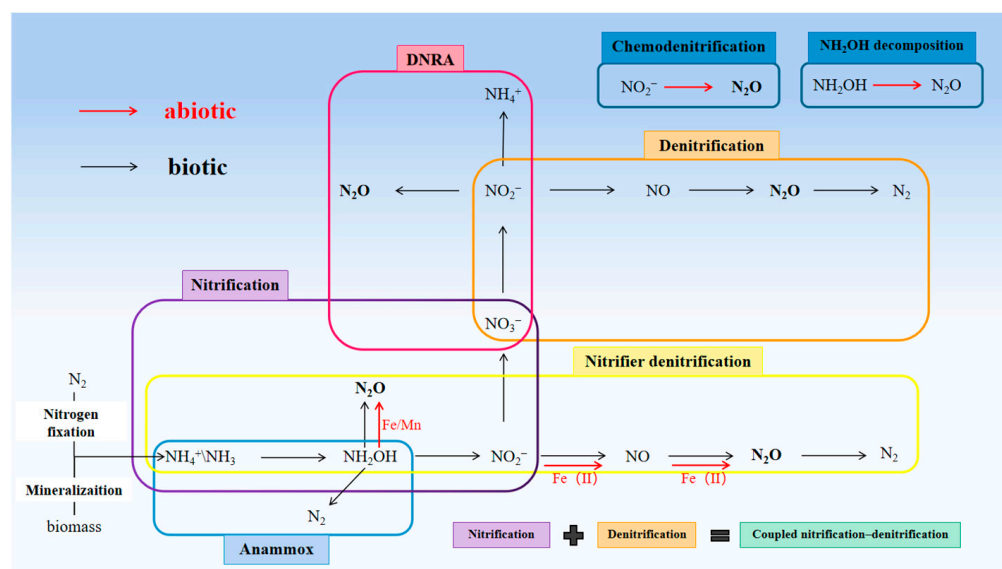 DNRA
Chemodenitrification
NO₂⁻ N₂O
NH₂OH decomposition
NH₂OH N₂O
abiotic
biotic
NH₄⁺
Denitrification
N₂O NO₂⁻ NO N₂O N₂
Nitrification
NO₃⁻
Nitrifier denitrification
N₂
Nitrogen
fixation
N₂O
Fe/Mn
NH₄⁺\NH₃ NH₂OH NO₂⁻ NO N₂O N₂
Fe (II) Fe (II)
Mineralizaition
biomass
N₂
Anammox
Nitrification + Denitrification = Coupled nitrification–denitrification